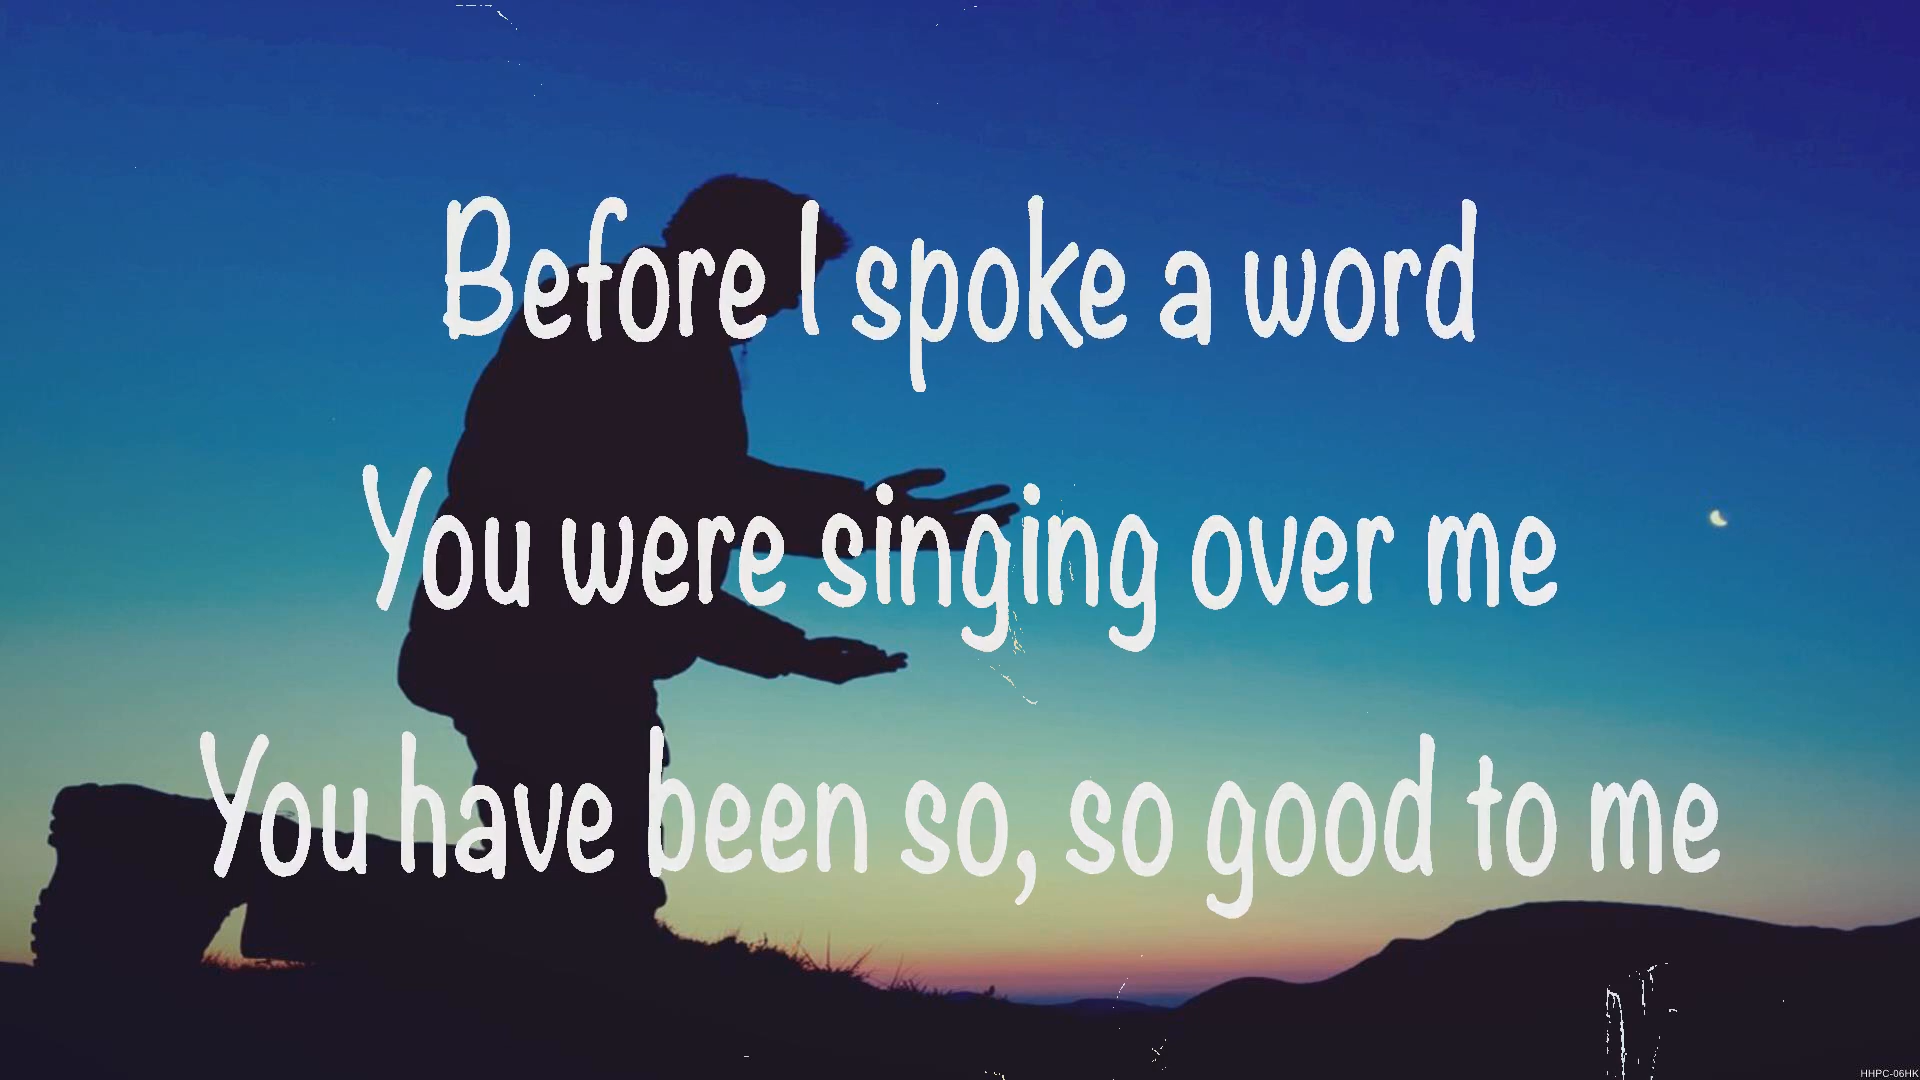 Before I spoke a word
You were singing over me
You have been so, so good to me
HHPC-06HK